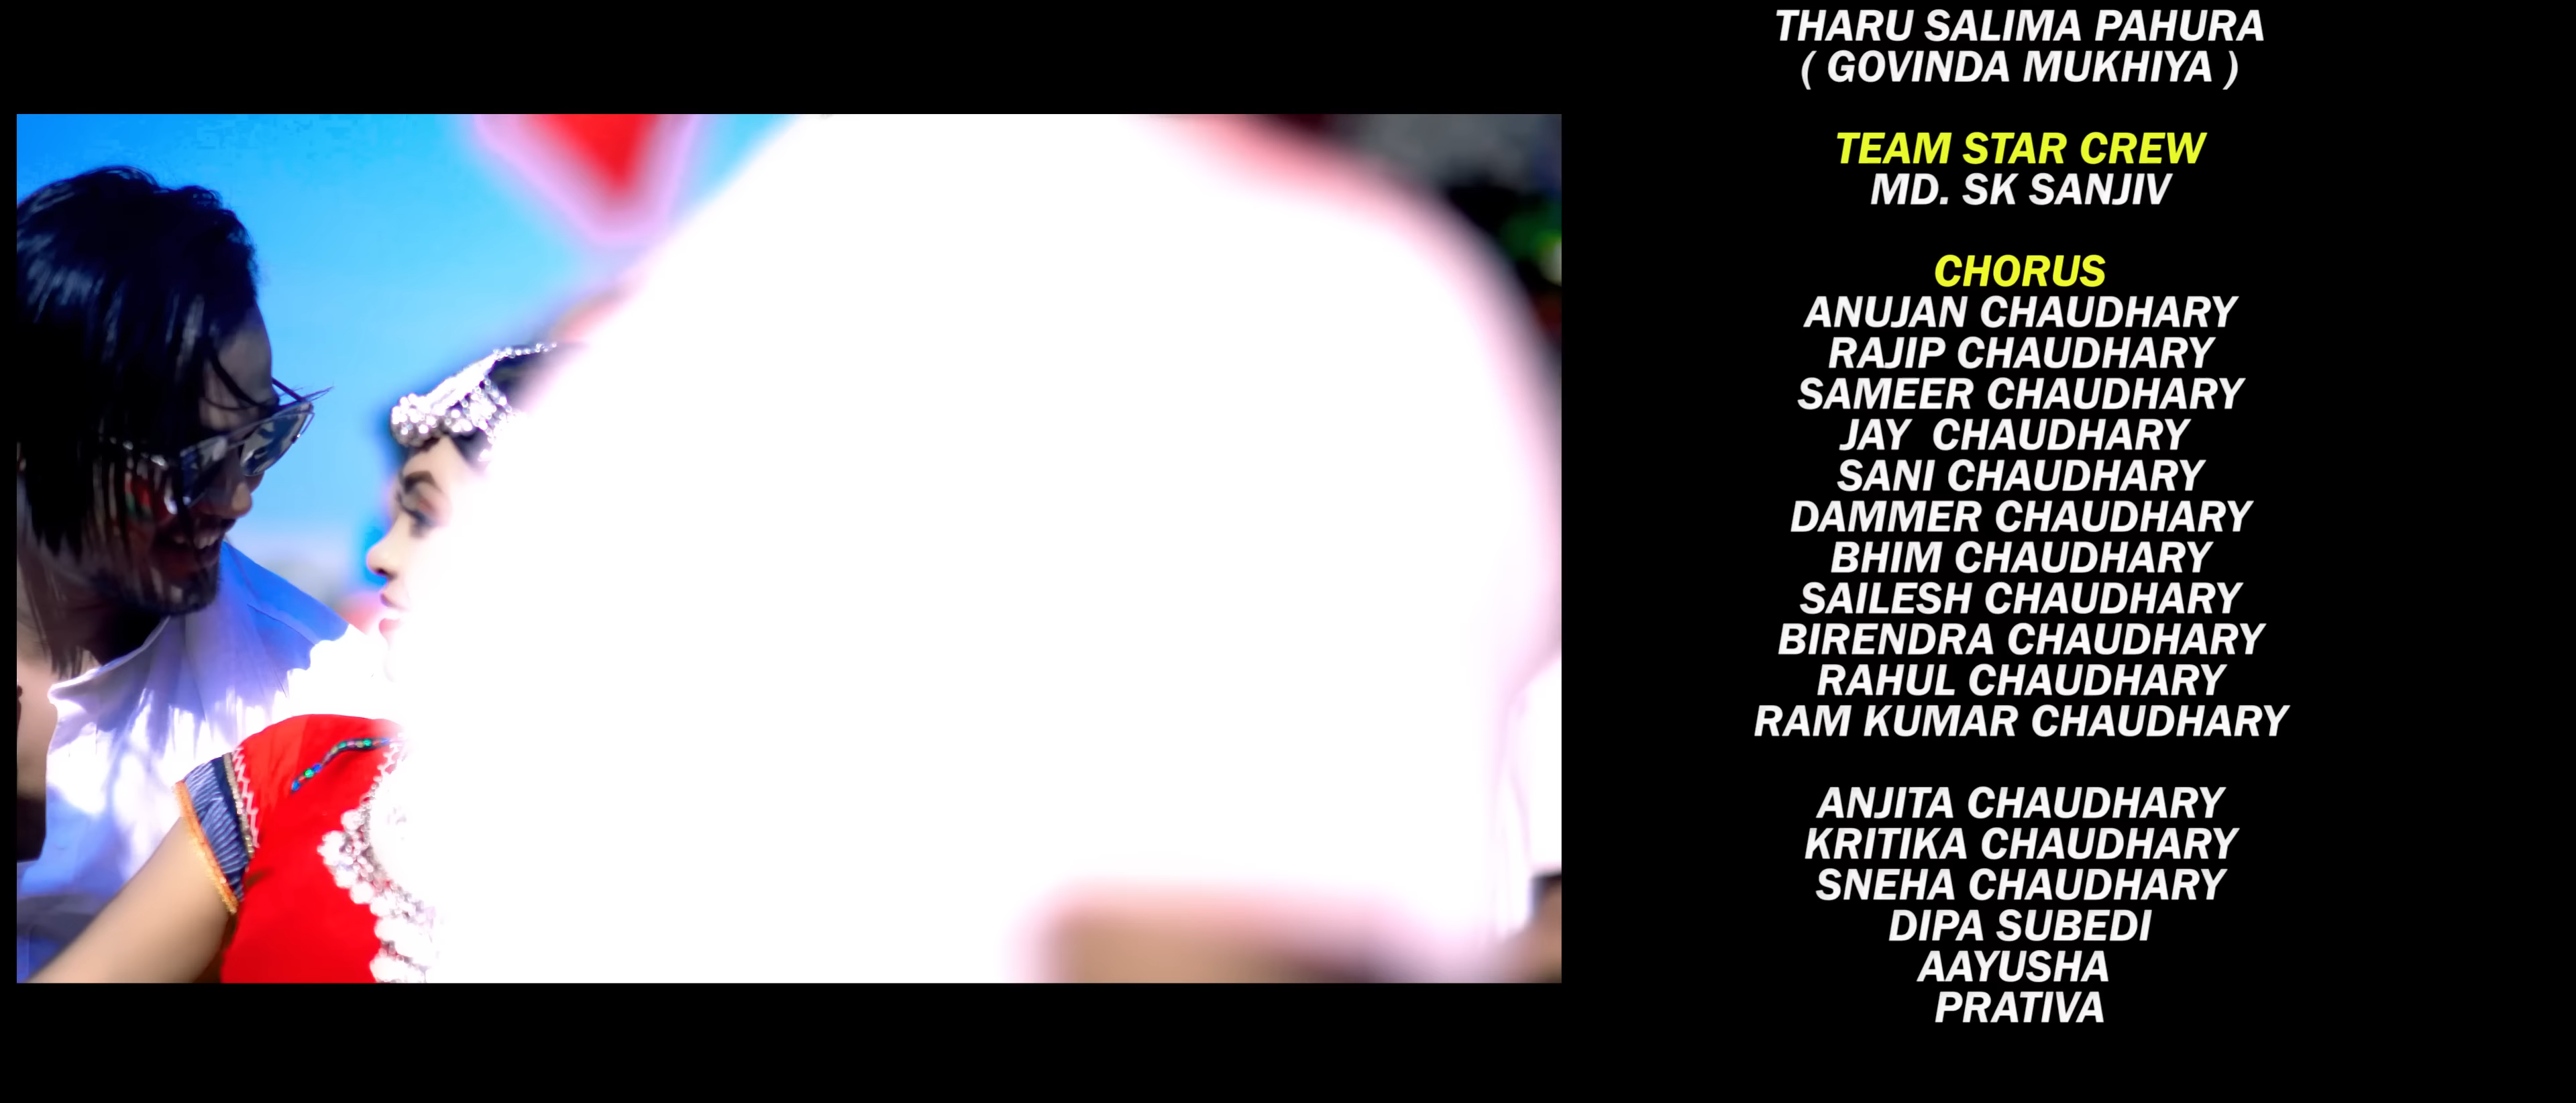 THARU SALIMA PAHURA
( GOVINDA MUKHIYA )
TEAM STAR CREW
MD. SK SANJIV
CHORUS
ANUJAN CHAUDHARY
RAJIP CHAUDHARY
SAMEER CHAUDHARY
JAY  CHAUDHARY
SANI CHAUDHARY
DAMMER CHAUDHARY
BHIM CHAUDHARY
SAILESH CHAUDHARY
BIRENDRA CHAUDHARY
RAHUL CHAUDHARY
RAM KUMAR CHAUDHARY
ANJITA CHAUDHARY
KRITIKA CHAUDHARY
SNEHA CHAUDHARY
DIPA SUBEDI
AAYUSHA
PRATIVA